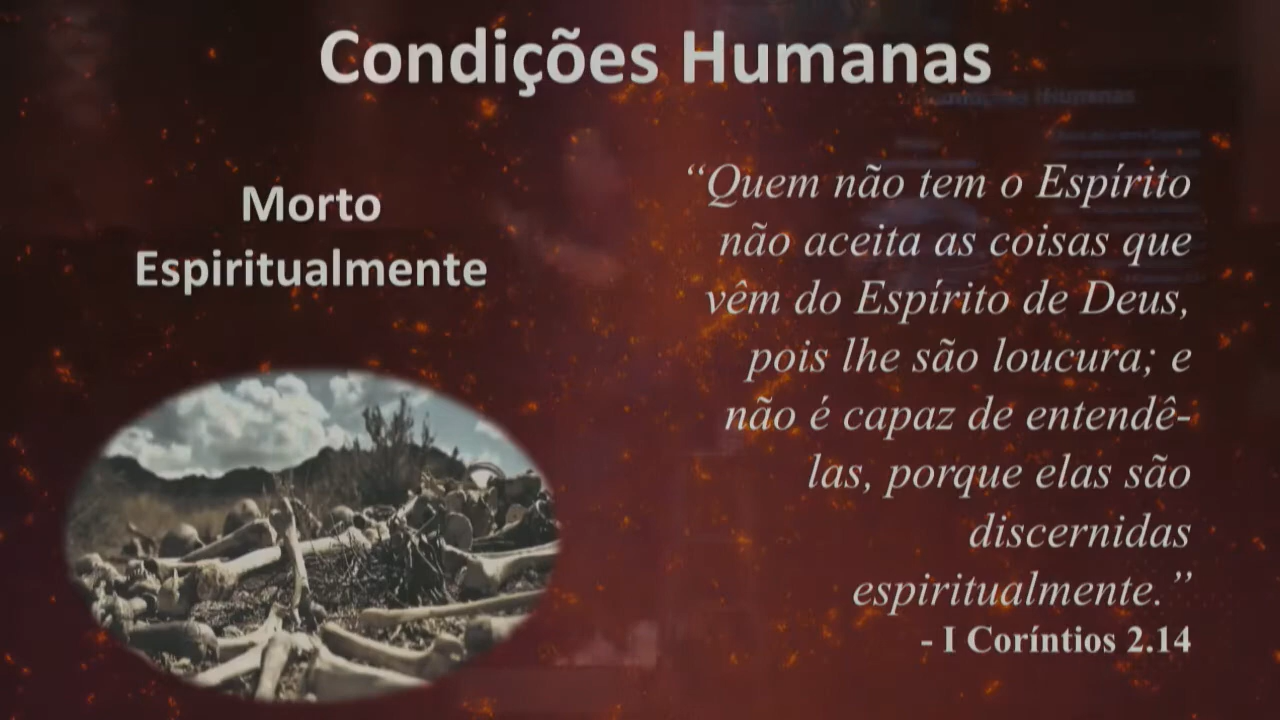 Condições Humanas
Morto
Espiritualmente
“Quem não tem o Espírito
não aceita as coisas que
vêm do Espírito de Deus,
pois lhe são loucura; e
não é capaz de entendê-
las, porque elas são
discernidas
espiritualmente.”
- I Coríntios 2.14